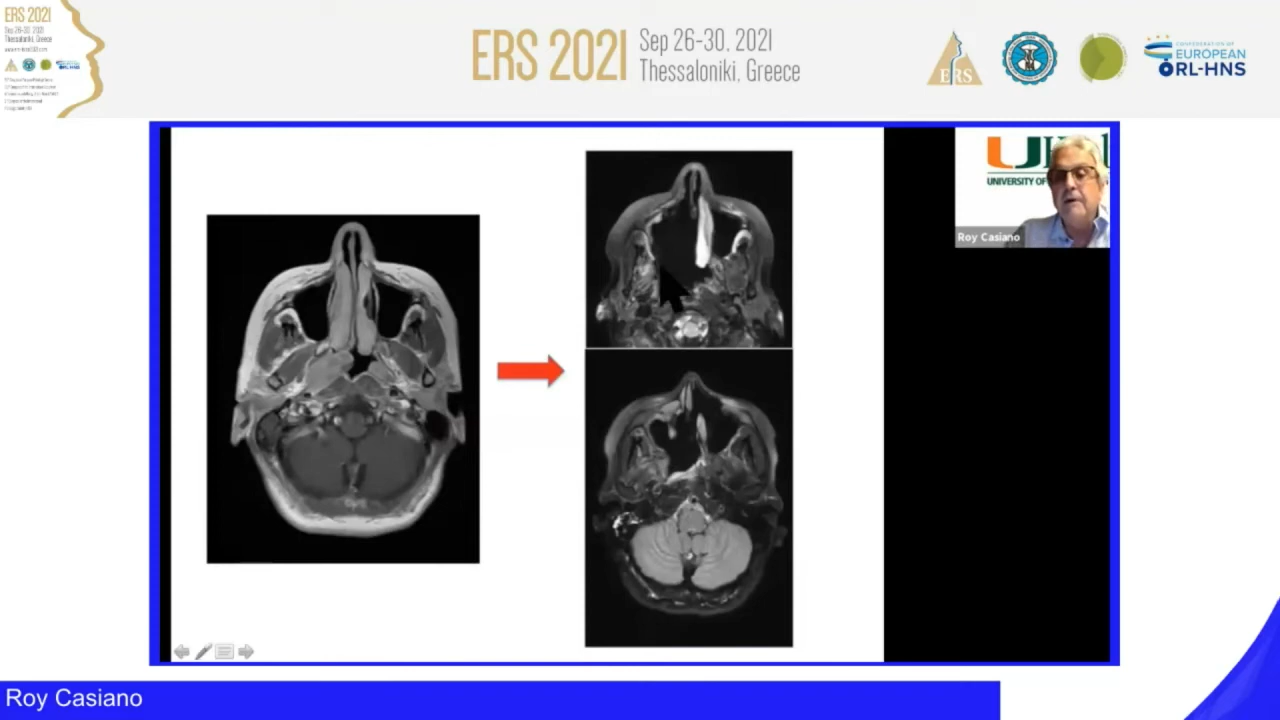 ERS 2021
Sep 26-30, 2021
Thessaloniki, Greece
ERS 2021
Sep 26-30, 2021
Thessaloniki, Greece
ERS
CONFEDERATION OF
EUROPEAN
ORL-HNS
UNIVERSITY OF
Roy Casiano
Roy Casiano